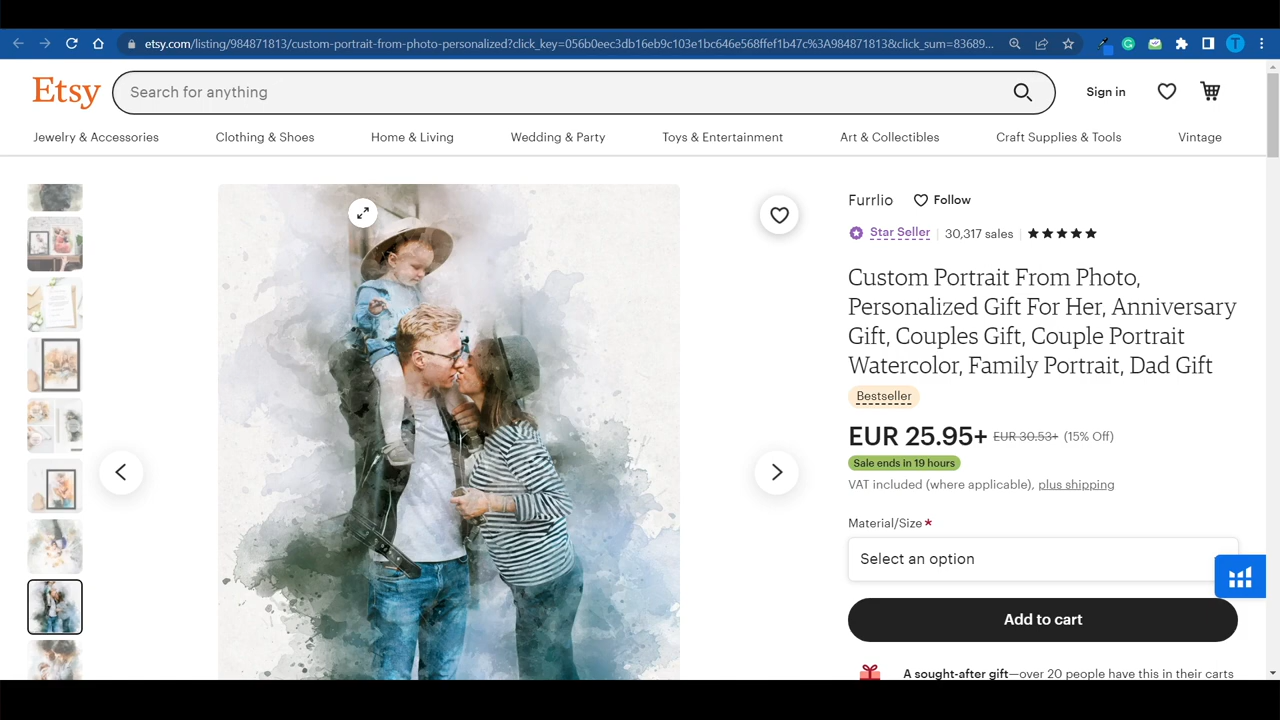 etsy.com/listing/984871813/custom-portrait-from-photo-personalized?click_key=056b0eec3db16eb9c103e1bc646e568ffef1b47c%3A984871813&click_sum=83689...
T
Etsy
Search for anything
Sign in
Jewelry & Accessories
Clothing & Shoes
Home & Living
Wedding & Party
Toys & Entertainment
Art & Collectibles
Craft Supplies & Tools
Vintage
Furrlio
Follow
Star Seller
30,317 sales
Custom Portrait From Photo,
Personalized Gift For Her, Anniversary
Gift, Couples Gift, Couple Portrait
Watercolor, Family Portrait, Dad Gift
Bestseller
EUR 25.95+ EUR 30.53+ (15% Off)
Sale ends in 19 hours
VAT included (where applicable), plus shipping
Material/Size*
Select an option
Add to cart
A sought-after gift—over 20 people have this in their carts